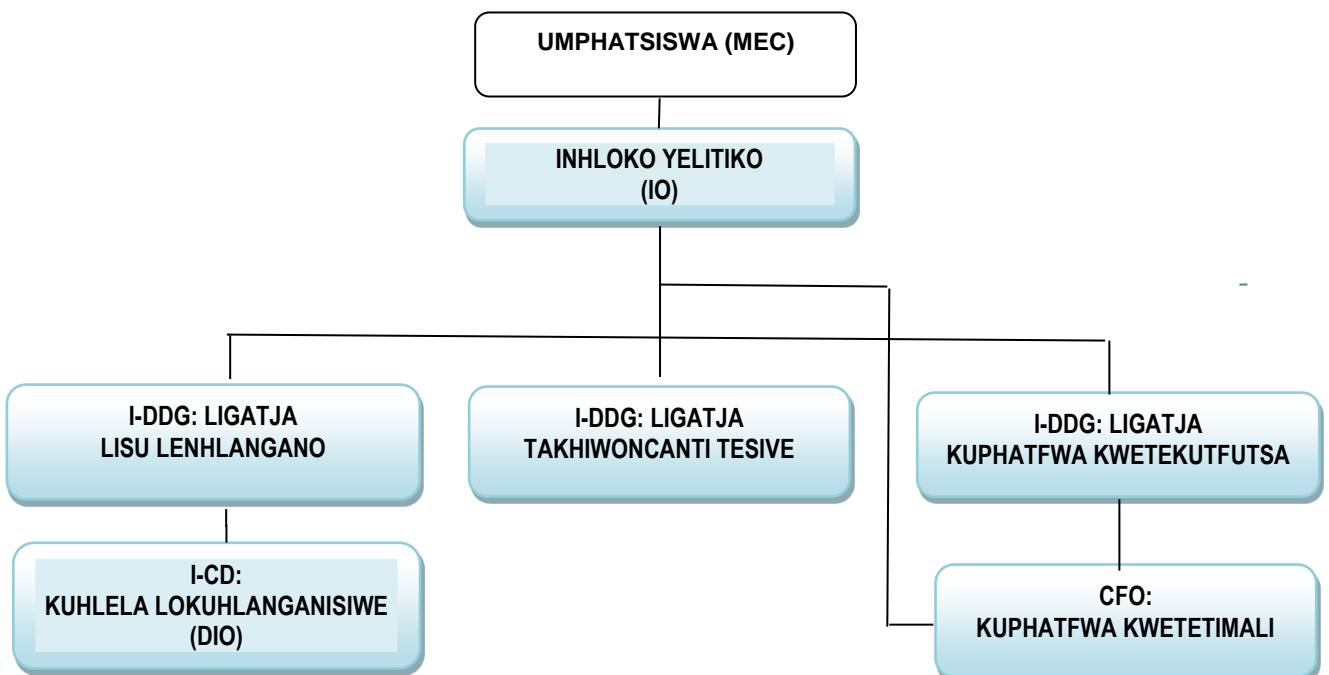 UMPHATSISWA (MEC)
INHLOKO YELITIKO
(IO)
I-DDG: LIGATJA
LISU LENHLANGANO
I-DDG: LIGATJA
TAKHIWONCANTI TESIVE
I-DDG: LIGATJA
KUPHATFWA KWETEKUTFUTSA
I-CD:
KUHLELA LOKUHLANGANISIWE
(DIO)
CFO:
KUPHATFWA KWETETIMALI